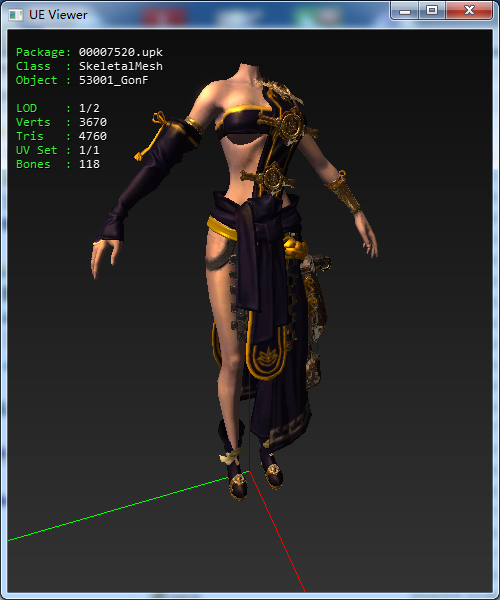 UE Viewer
Package: 00007520.upk
Class : SkeletalMesh
Object : 53001_GonF
LOD : 1/2
Verts : 3670
Tris : 4760
UV Set : 1/1
Bones : 118